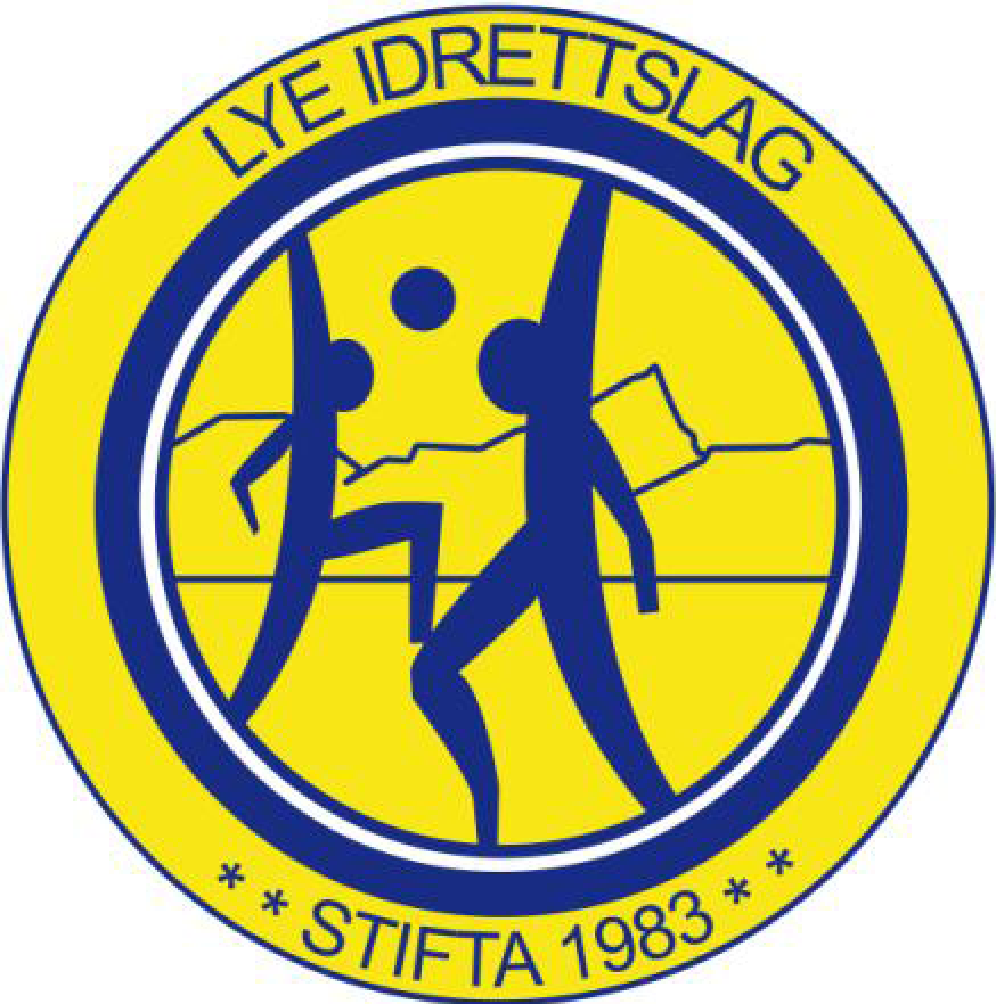 LYE IDRETTSLAG
* * STIFTA 1983 * *